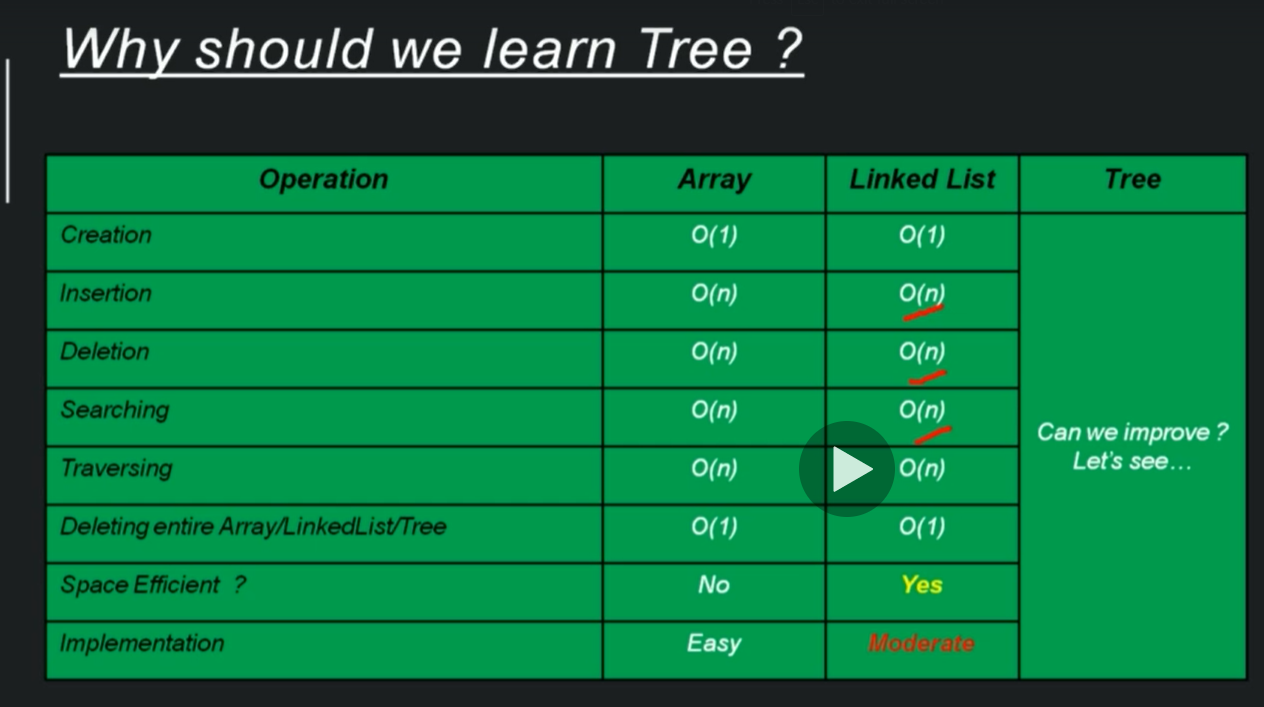 Why should we learn Tree ?
Operation Array Linked List Tree
Creation O(1) O(1)
Insertion O(n) O(n)
Deletion O(n) O(n)
Searching O(n) O(n)
Can we improve ?
Let's see…
Traversing O(n) O(n)
Deleting entire Array/LinkedList/Tree O(1) O(1)
Space Efficient ? No Yes
Implementation Easy Moderate